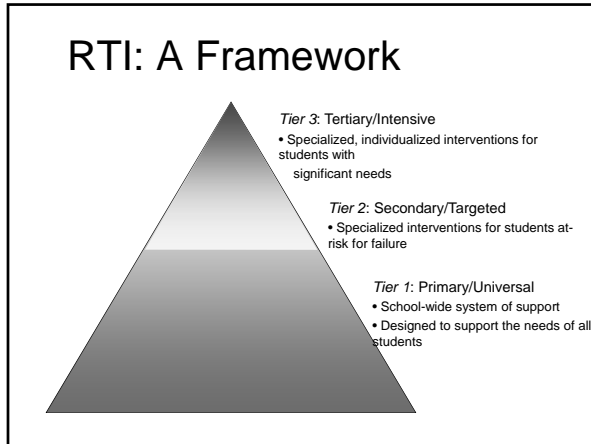 RTI: A Framework
Tier 3: Tertiary/Intensive
• Specialized, individualized interventions for
students with
significant needs
Tier 2: Secondary/Targeted
• Specialized interventions for students at-
risk for failure
Tier 1: Primary/Universal
• School-wide system of support
• Designed to support the needs of all
students